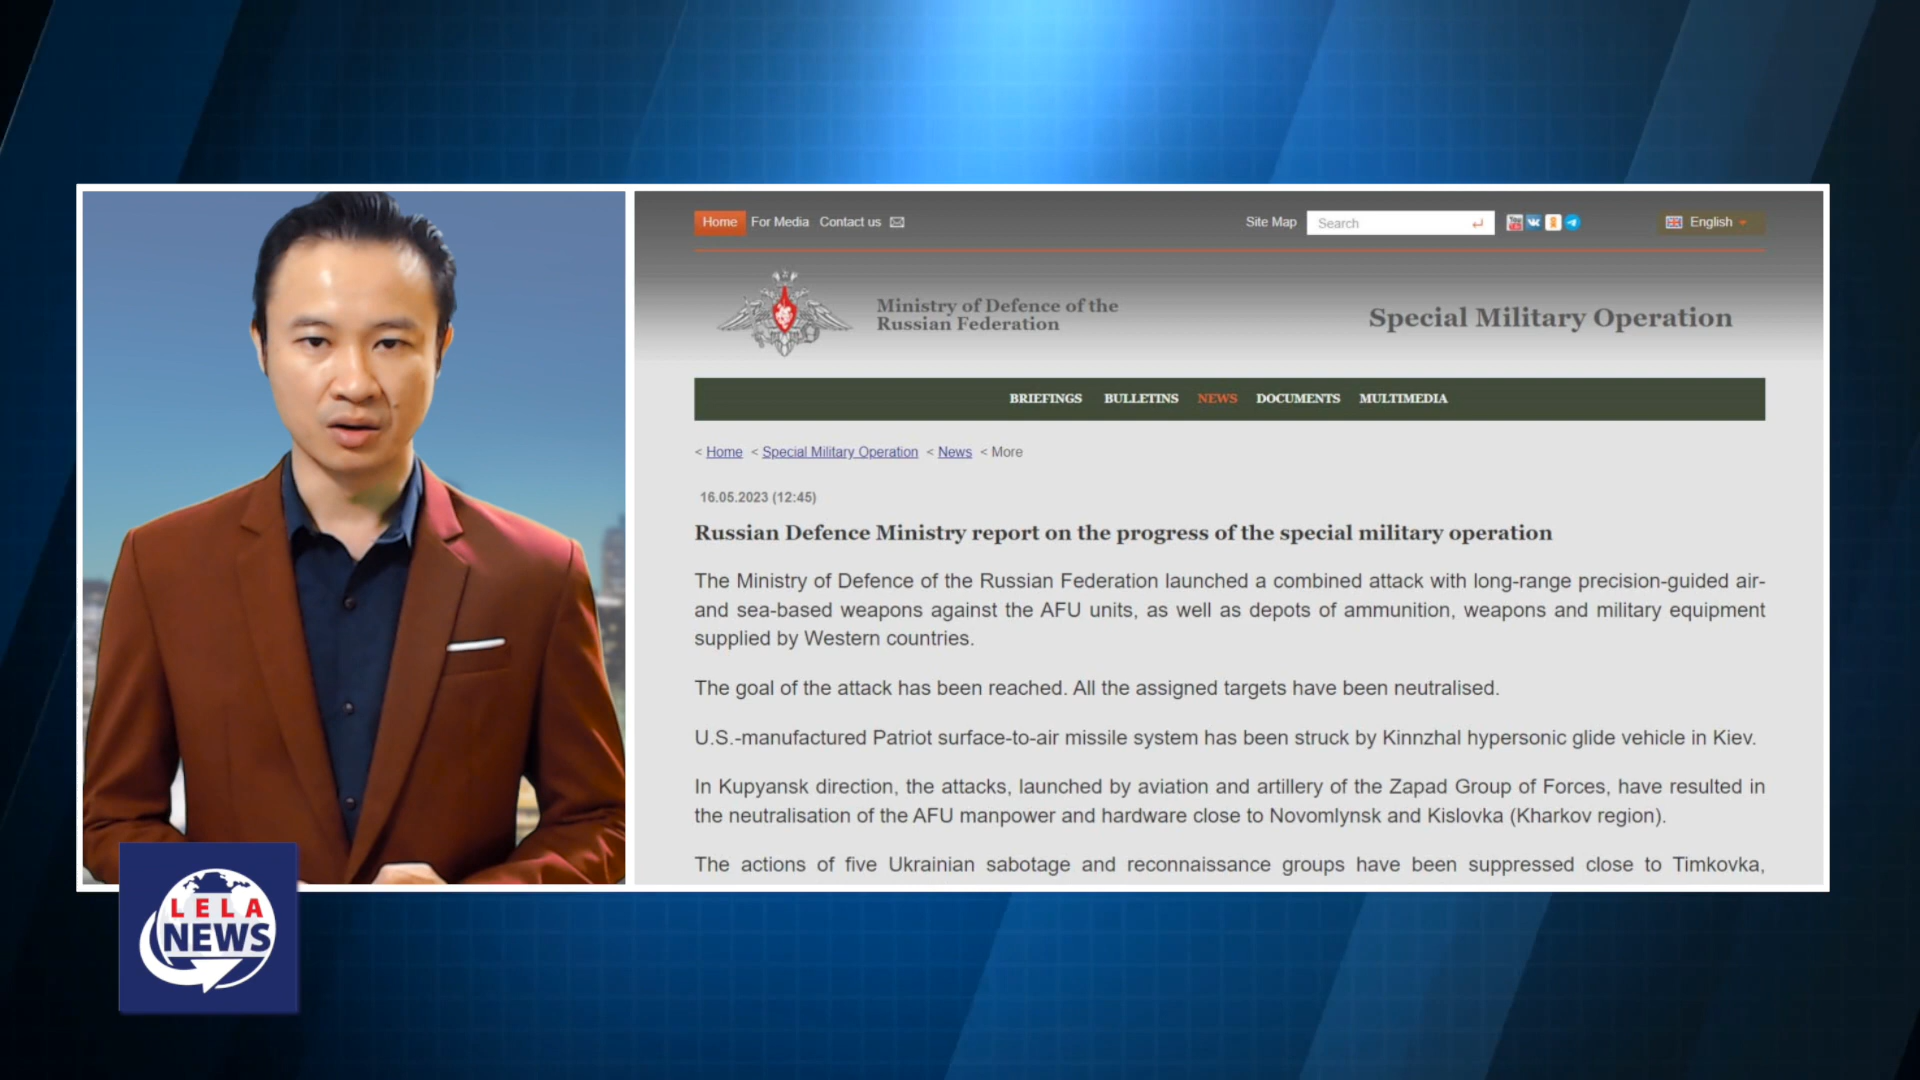 Home For Media Contact us
Site Map Search English
Ministry of Defence of the
Russian Federation
Special Military Operation
BRIEFINGS BULLETINS NEWS DOCUMENTS MULTIMEDIA
< Home < Special Military Operation < News < More
16.05.2023 (12:45)
Russian Defence Ministry report on the progress of the special military operation
The Ministry of Defence of the Russian Federation launched a combined attack with long-range precision-guided air-
and sea-based weapons against the AFU units, as well as depots of ammunition, weapons and military equipment
supplied by Western countries.
The goal of the attack has been reached. All the assigned targets have been neutralised.
U.S.-manufactured Patriot surface-to-air missile system has been struck by Kinnzhal hypersonic glide vehicle in Kiev.
In Kupyansk direction, the attacks, launched by aviation and artillery of the Zapad Group of Forces, have resulted in
the neutralisation of the AFU manpower and hardware close to Novomlynsk and Kislovka (Kharkov region).
The actions of five Ukrainian sabotage and reconnaissance groups have been suppressed close to Timkovka,
LELA
NEWS